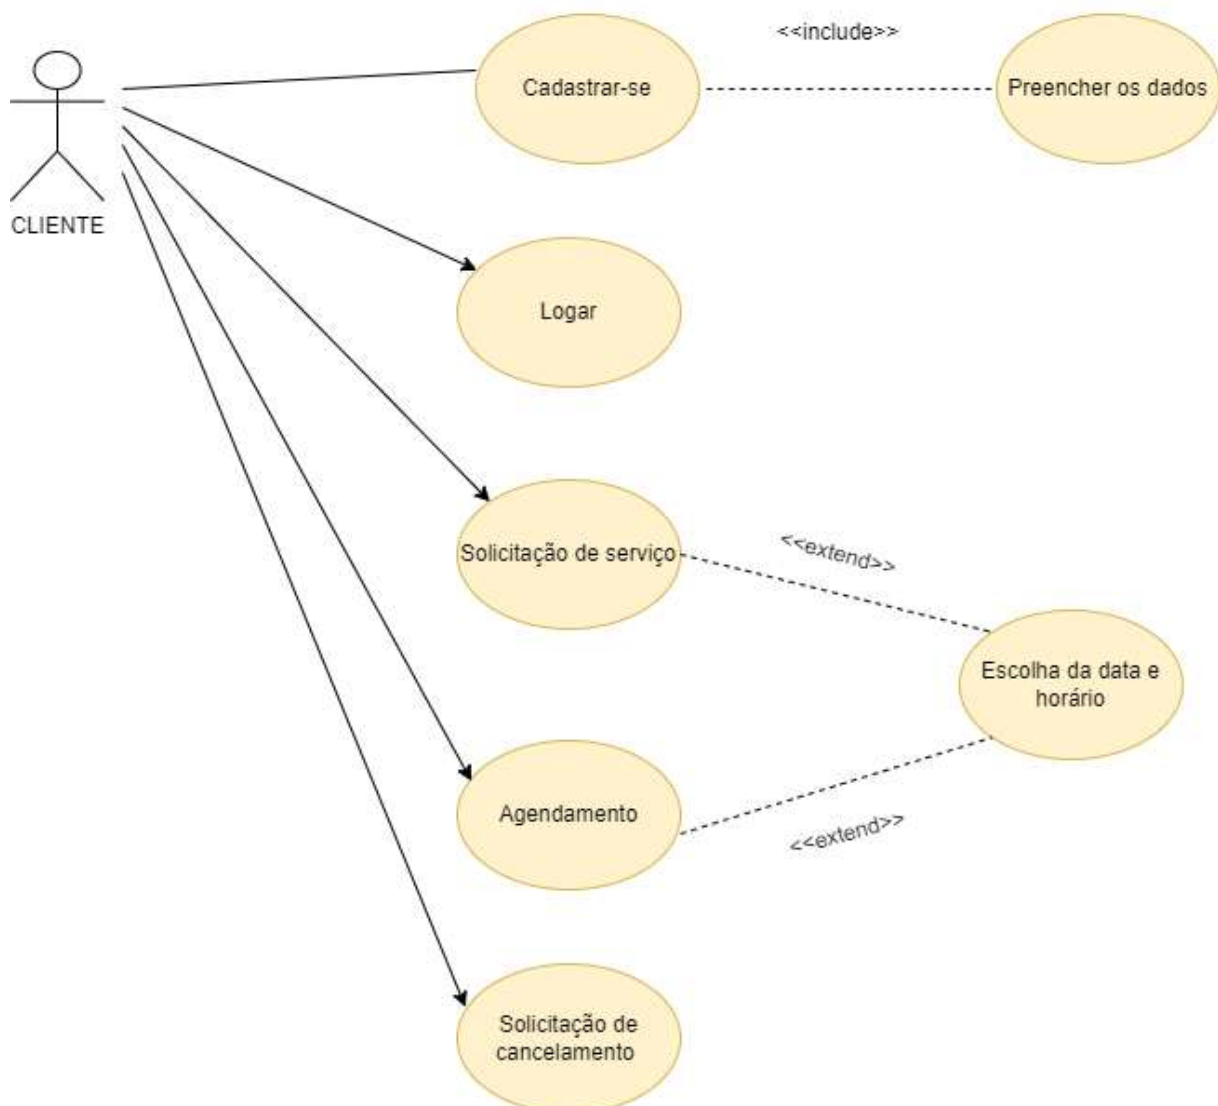 <<include>>
Cadastrar-se
Preencher os dados
CLIENTE
Logar
Solicitação de serviço
<<extend>>
Escolha da data e
horário
Agendamento
<<extend>>
Solicitação de
cancelamento